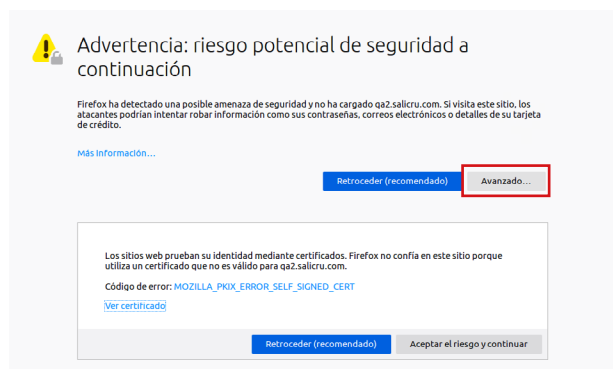 Advertencia: riesgo potencial de seguridad a
continuación
Firefox ha detectado una posible amenaza de seguridad y no ha cargado qa2.salicru.com. Si visita este sitio, los
atacantes podrían intentar robar información como sus contraseñas, correos electrónicos o detalles de su tarjeta
de crédito.
Más información…
Retroceder (recomendado) Avanzado…
Los sitios web prueban su identidad mediante certificados. Firefox no confía en este sitio porque
utiliza un certificado que no es válido para qa2.salicru.com.
Código de error: MOZILLA_PKIX_ERROR_SELF_SIGNED_CERT
Ver certificado
Retroceder (recomendado) Aceptar el riesgo y continuar